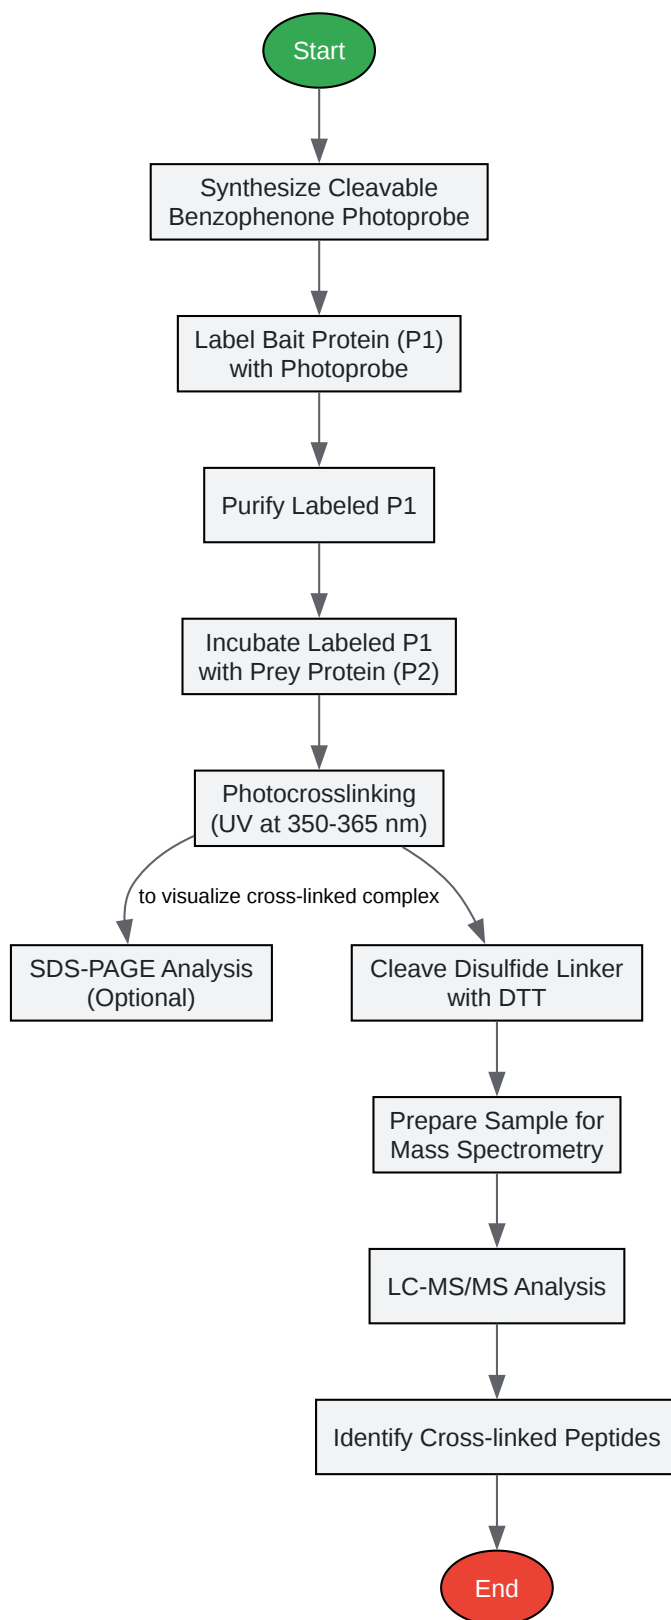 Start
Synthesize Cleavable
Benzophenone Photoprobe
Label Bait Protein (P1)
with Photoprobe
Purify Labeled P1
Incubate Labeled P1
with Prey Protein (P2)
Photocrosslinking
(UV at 350-365 nm)
to visualize cross-linked complex
SDS-PAGE Analysis
(Optional)
Cleave Disulfide Linker
with DTT
Prepare Sample for
Mass Spectrometry
LC-MS/MS Analysis
Identify Cross-linked Peptides
End